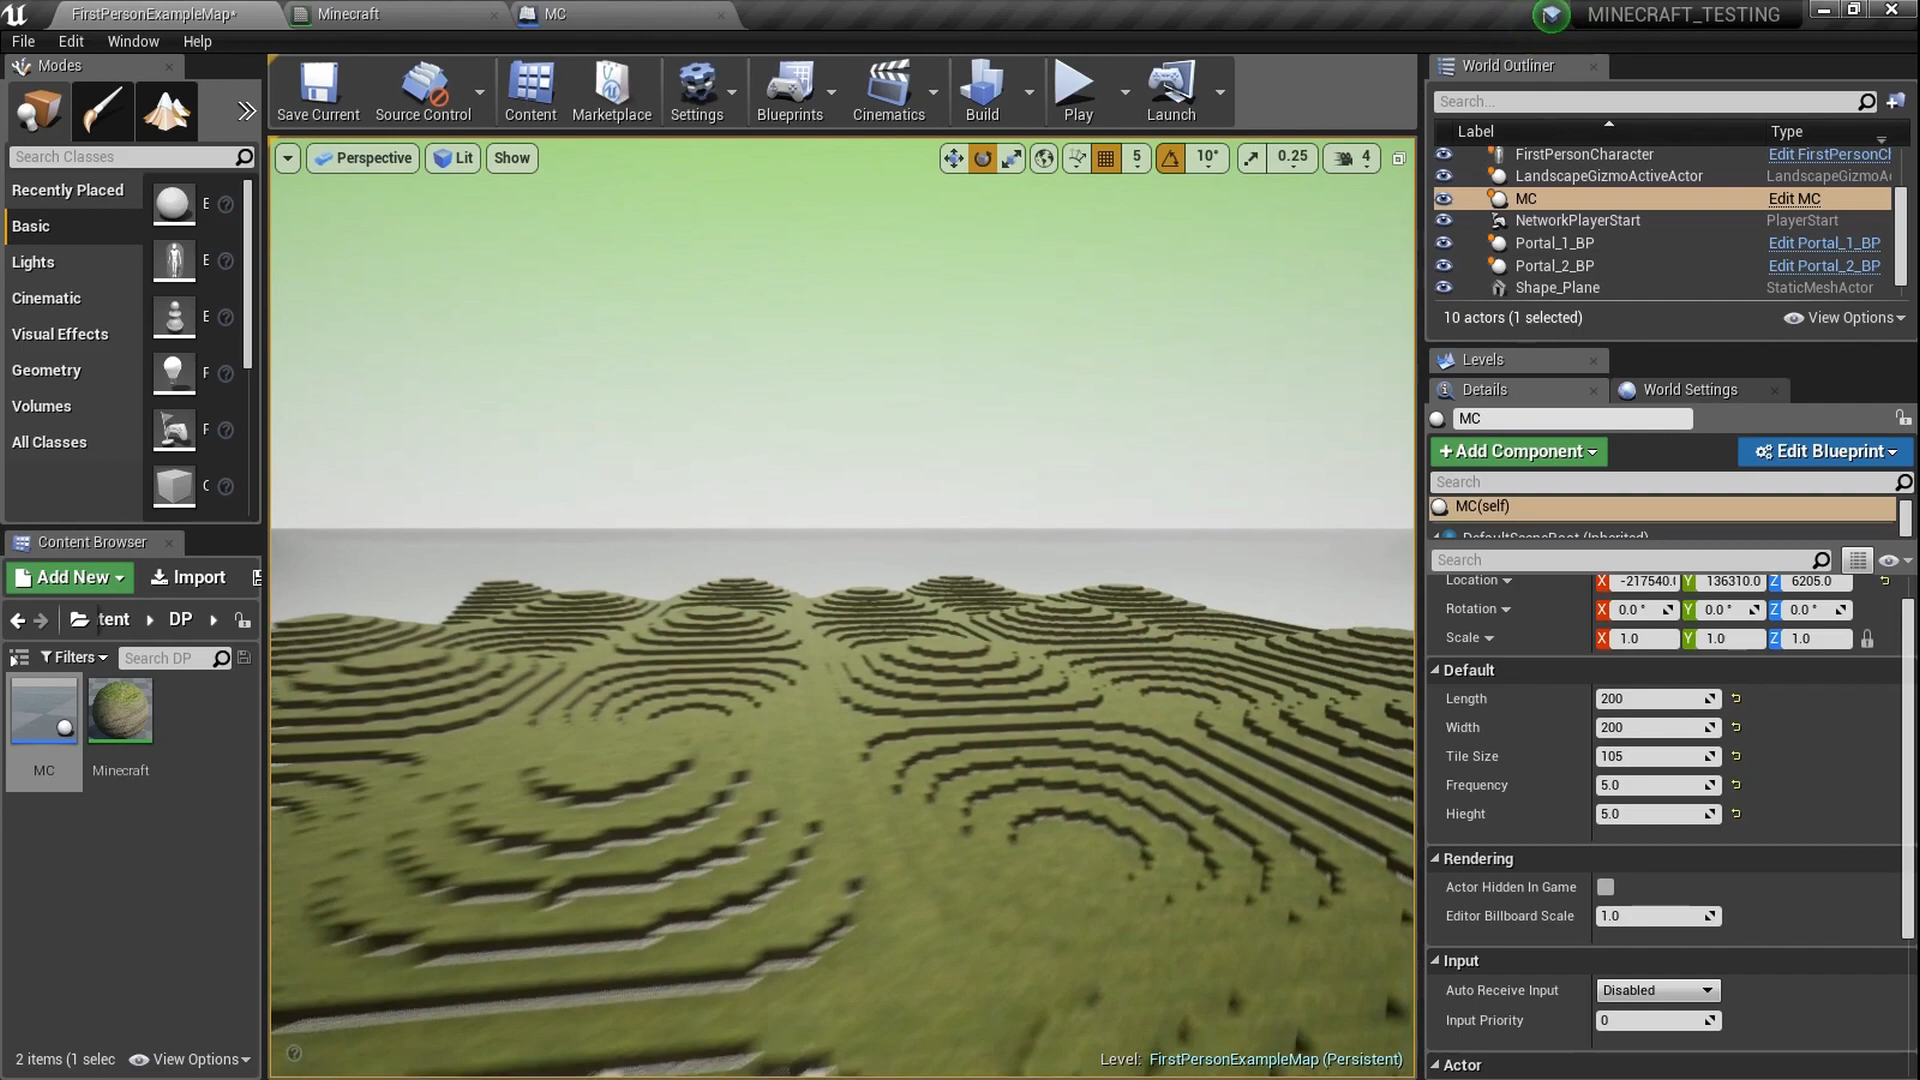 FirstPersonExampleMap*
Minecraft
MC
MINECRAFT_TESTING
File Edit Window Help
Modes
Search Classes
Recently Placed
Basic
Lights
Cinematic
Visual Effects
Geometry
Volumes
All Classes
E
E
E
F
F
C
Save Current
Source Control
Content
Marketplace
Settings
Blueprints
Cinematics
Build
Play
Launch
Perspective
Lit
Show
5
10°
0.25
4
Level: FirstPersonExampleMap (Persistent)
Content Browser
Add New
Import
tent
DP
Filters
Search DP
MC
Minecraft
2 items (1 selec
View Options
World Outliner
Search...
Label Type
FirstPersonCharacter Edit FirstPersonCl
LandscapeGizmoActiveActor LandscapeGizmoA
MC Edit MC
NetworkPlayerStart PlayerStart
Portal_1_BP Edit Portal_1_BP
Portal_2_BP Edit Portal_2_BP
Shape_Plane StaticMeshActor
10 actors (1 selected)
View Options
Levels
Details
World Settings
MC
+Add Component
Edit Blueprint
Search
MC(self)
DefaultSceneRoot (Inherited)
Search
Location X -217540.( Y 136310.0 Z 6205.0
Rotation X 0.0 ° Y 0.0 ° Z 0.0 °
Scale X 1.0 Y 1.0 Z 1.0
Default
Length 200
Width 200
Tile Size 105
Frequency 5.0
Hieght 5.0
Rendering
Actor Hidden In Game
Editor Billboard Scale 1.0
Input
Auto Receive Input Disabled
Input Priority 0
Actor